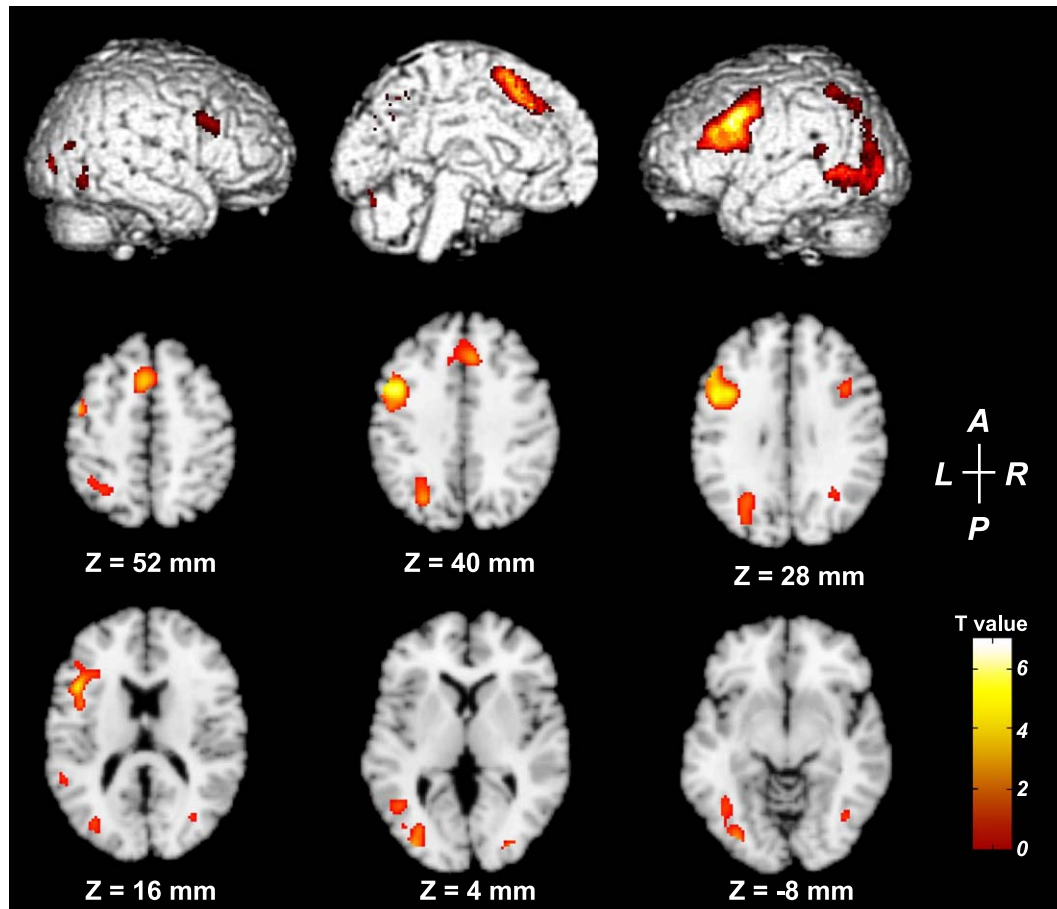 A
L R
P
Z = 52 mm
Z = 40 mm
Z = 28 mm
T value
6
4
2
0
Z = 16 mm
Z = 4 mm
Z = -8 mm